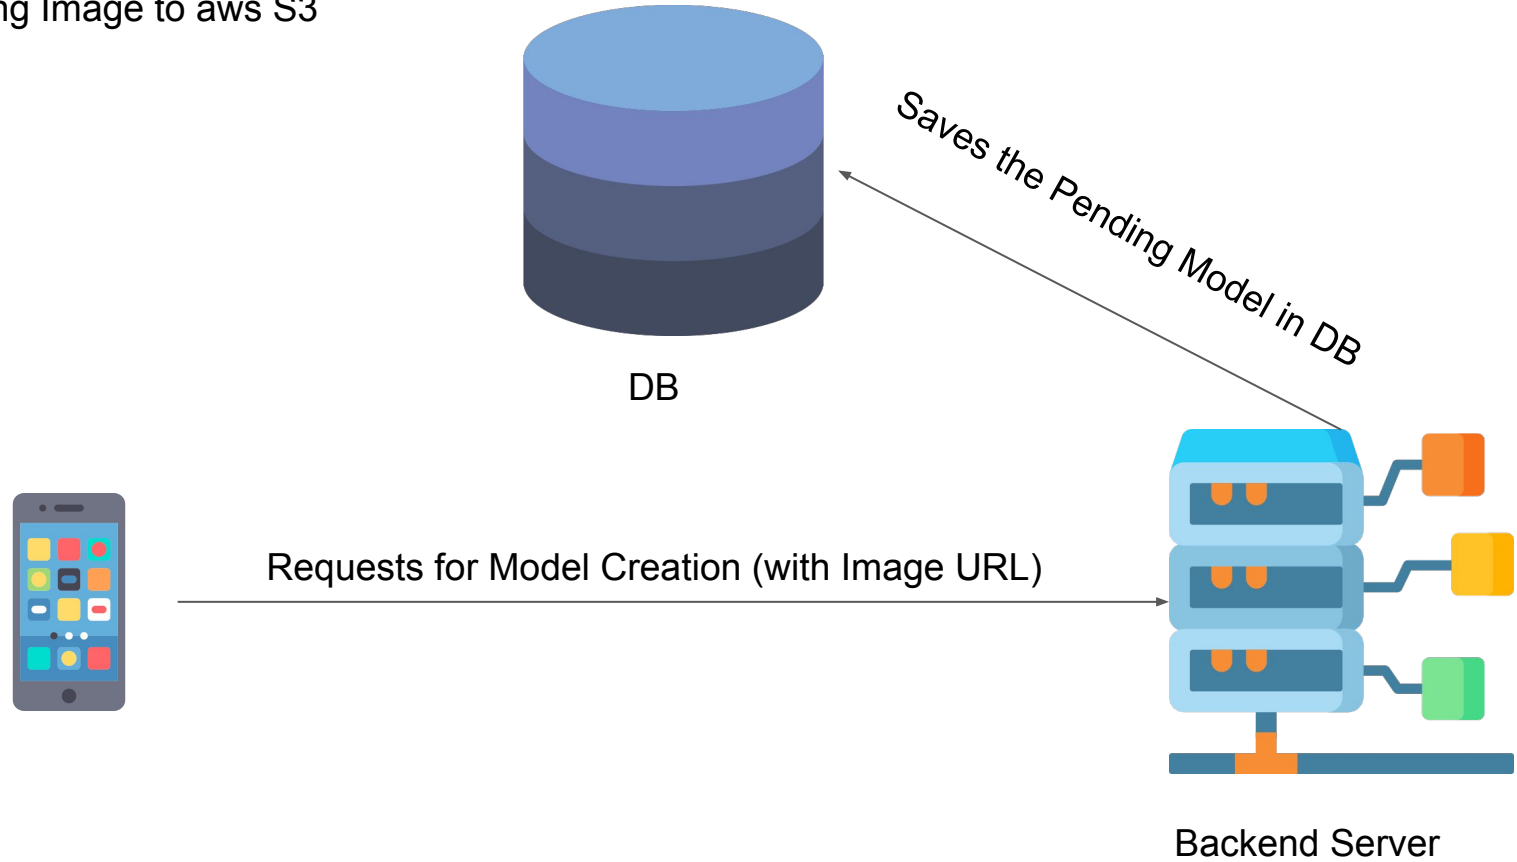 Image to aws S3
Saves the Pending Model in DB
DB
Requests for Model Creation (with Image URL)
Backend Server